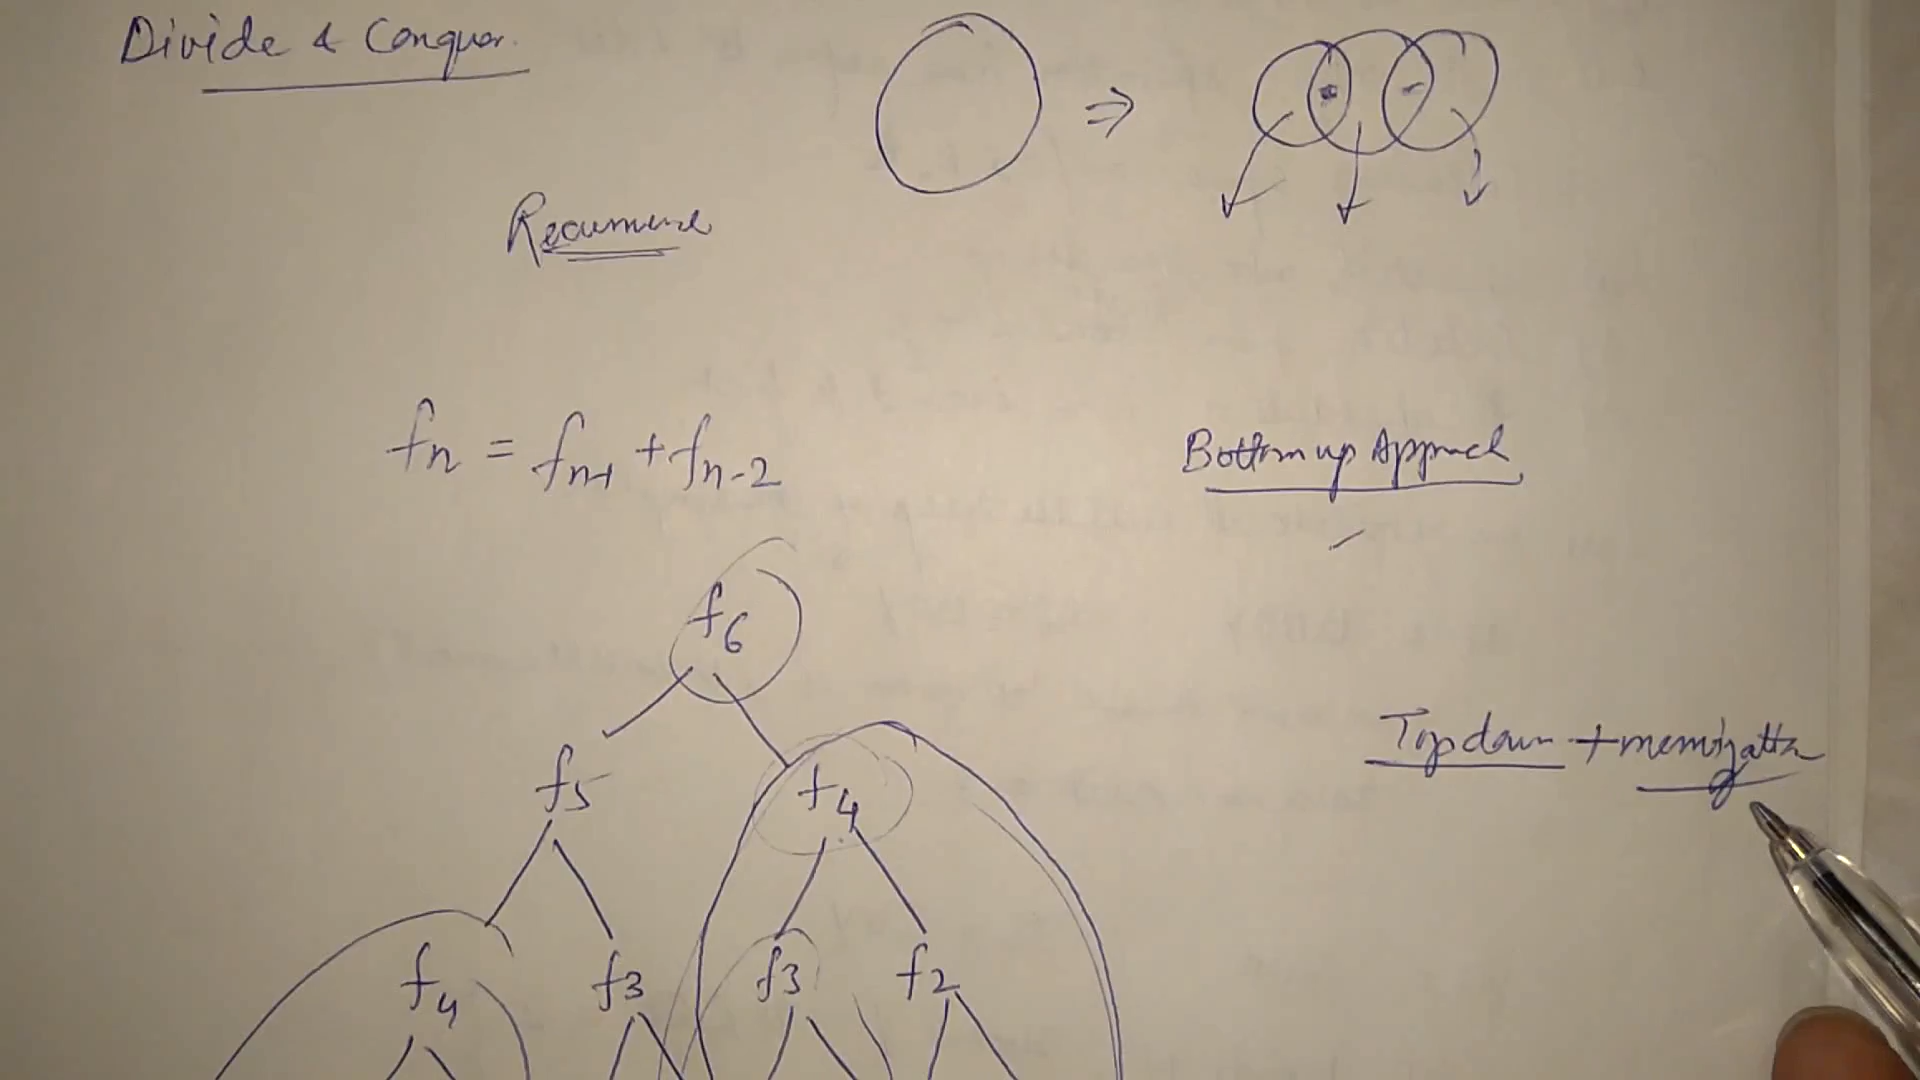 Divide & Conquer.
Recurrence
fn = fn-1 + fn-2
Bottom up Approach
f6
Top down + memoization
f5 f4
f4 f3 f3 f2